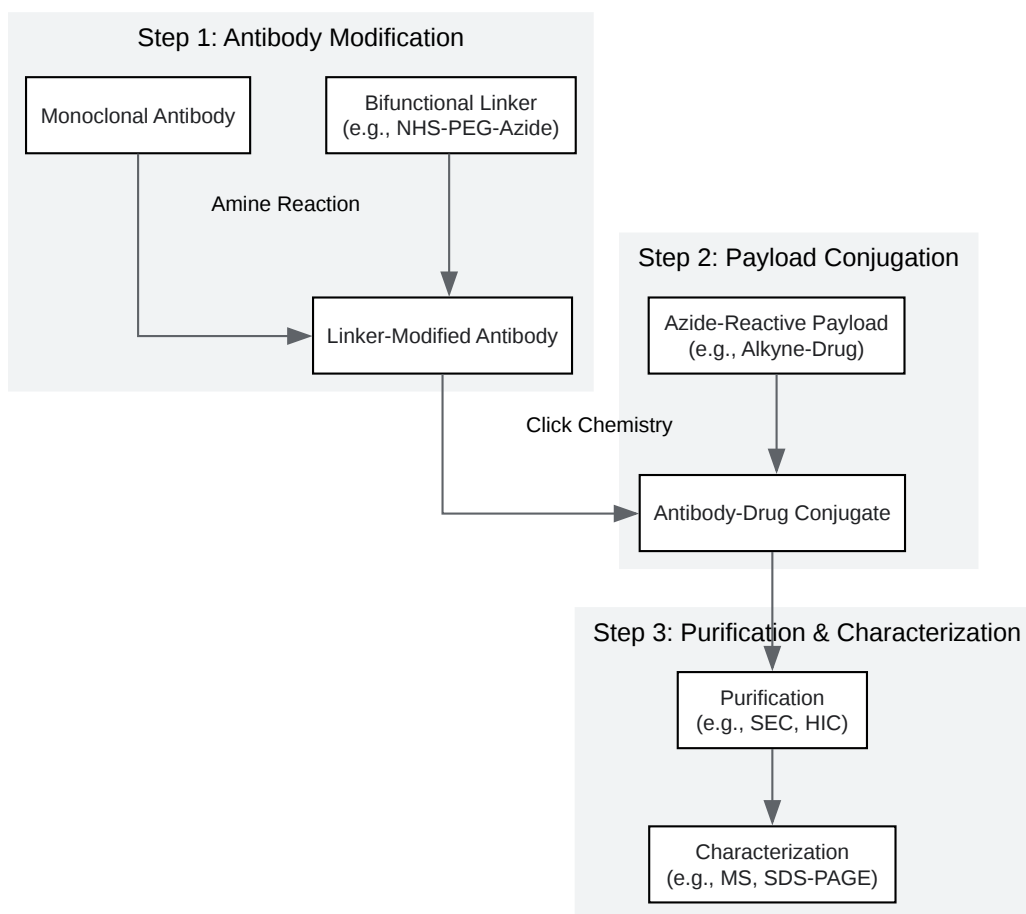 Step 1: Antibody Modification
Monoclonal Antibody
Bifunctional Linker
(e.g., NHS-PEG-Azide)
Amine Reaction
Linker-Modified Antibody
Step 2: Payload Conjugation
Azide-Reactive Payload
(e.g., Alkyne-Drug)
Click Chemistry
Antibody-Drug Conjugate
Step 3: Purification & Characterization
Purification
(e.g., SEC, HIC)
Characterization
(e.g., MS, SDS-PAGE)